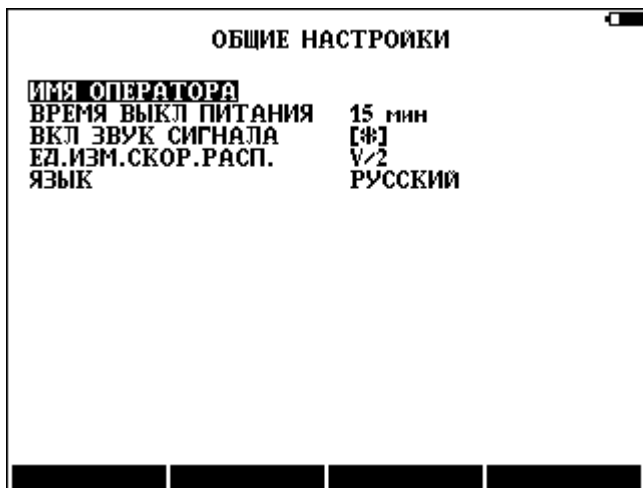 ОБЩИЕ НАСТРОЙКИ
ИМЯ ОПЕРАТОРА
ВРЕМЯ ВЫКЛ ПИТАНИЯ 15 мин
ВКЛ ЗВУК СИГНАЛА [*]
ЕД.ИЗМ.СКОР.РАСП. V/2
ЯЗЫК РУССКИЙ